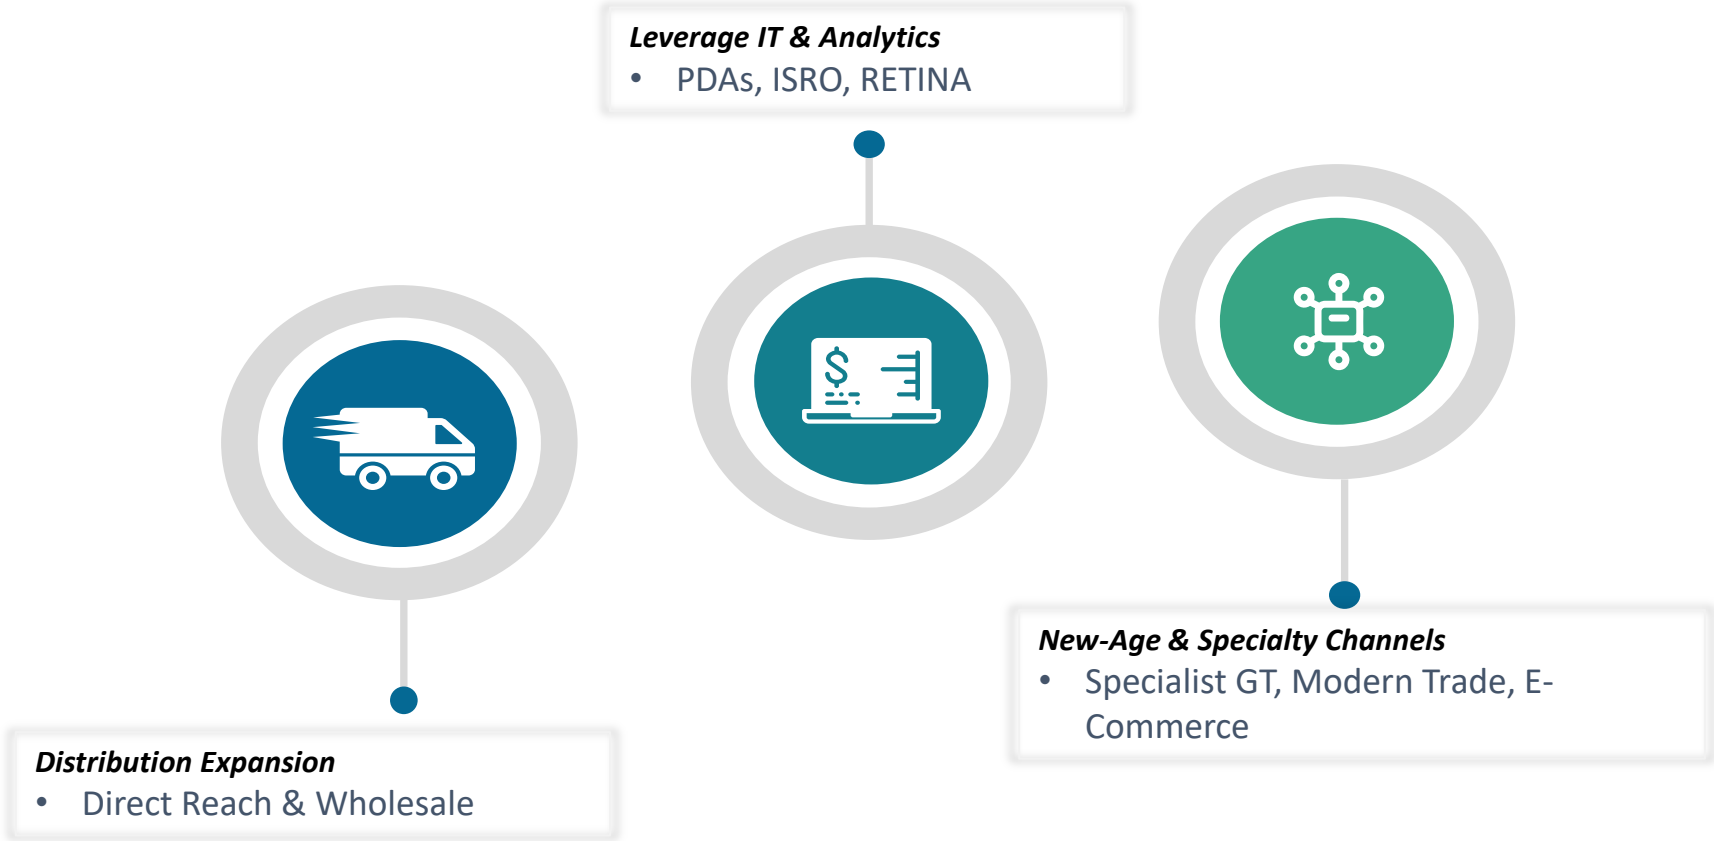 Leverage IT & Analytics
• PDAs, ISRO, RETINA
New-Age & Specialty Channels
• Specialist GT, Modern Trade, E-
Commerce
Distribution Expansion
• Direct Reach & Wholesale